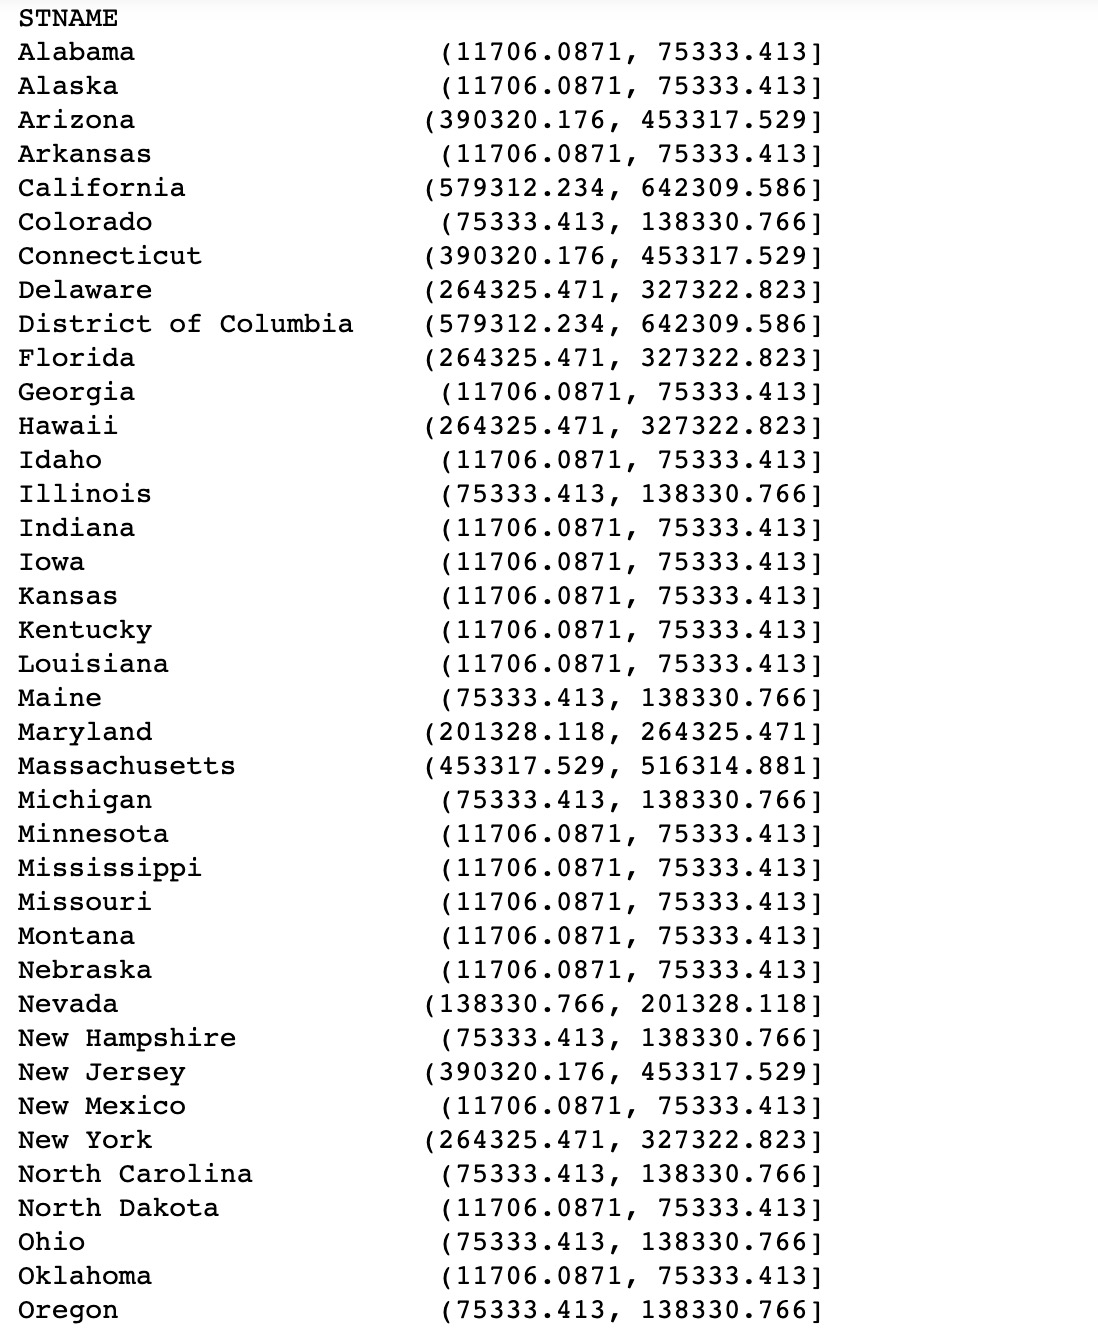 STNAME
Alabama (11706.0871, 75333.413]
Alaska (11706.0871, 75333.413]
Arizona (390320.176, 453317.529]
Arkansas (11706.0871, 75333.413]
California (579312.234, 642309.586]
Colorado (75333.413, 138330.766]
Connecticut (390320.176, 453317.529]
Delaware (264325.471, 327322.823]
District of Columbia (579312.234, 642309.586]
Florida (264325.471, 327322.823]
Georgia (11706.0871, 75333.413]
Hawaii (264325.471, 327322.823]
Idaho (11706.0871, 75333.413]
Illinois (75333.413, 138330.766]
Indiana (11706.0871, 75333.413]
Iowa (11706.0871, 75333.413]
Kansas (11706.0871, 75333.413]
Kentucky (11706.0871, 75333.413]
Louisiana (11706.0871, 75333.413]
Maine (75333.413, 138330.766]
Maryland (201328.118, 264325.471]
Massachusetts (453317.529, 516314.881]
Michigan (75333.413, 138330.766]
Minnesota (11706.0871, 75333.413]
Mississippi (11706.0871, 75333.413]
Missouri (11706.0871, 75333.413]
Montana (11706.0871, 75333.413]
Nebraska (11706.0871, 75333.413]
Nevada (138330.766, 201328.118]
New Hampshire (75333.413, 138330.766]
New Jersey (390320.176, 453317.529]
New Mexico (11706.0871, 75333.413]
New York (264325.471, 327322.823]
North Carolina (75333.413, 138330.766]
North Dakota (11706.0871, 75333.413]
Ohio (75333.413, 138330.766]
Oklahoma (11706.0871, 75333.413]
Oregon (75333.413, 138330.766]